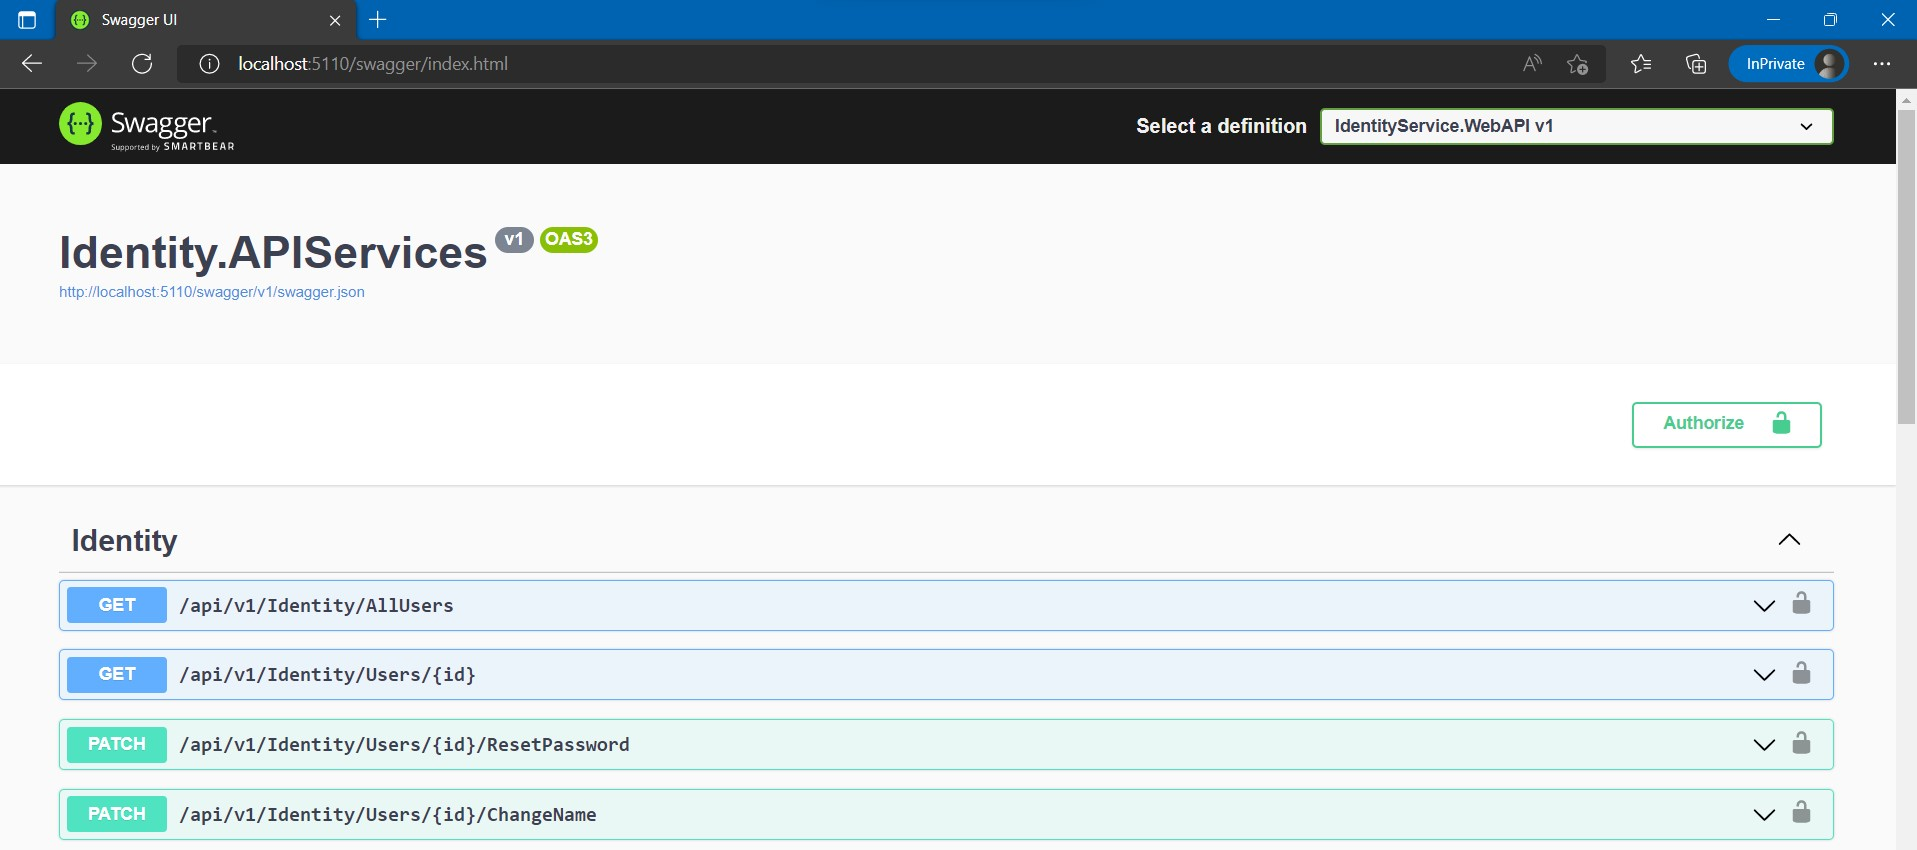 Swagger UI
localhost:5110/swagger/index.html
InPrivate
Swagger
Supported by SMARTBEAR
Select a definition
IdentityService.WebAPI v1
Identity.APIServices v1 OAS3
http://localhost:5110/swagger/v1/swagger.json
Authorize
Identity
GET /api/v1/Identity/AllUsers
GET /api/v1/Identity/Users/{id}
PATCH /api/v1/Identity/Users/{id}/ResetPassword
PATCH /api/v1/Identity/Users/{id}/ChangeName